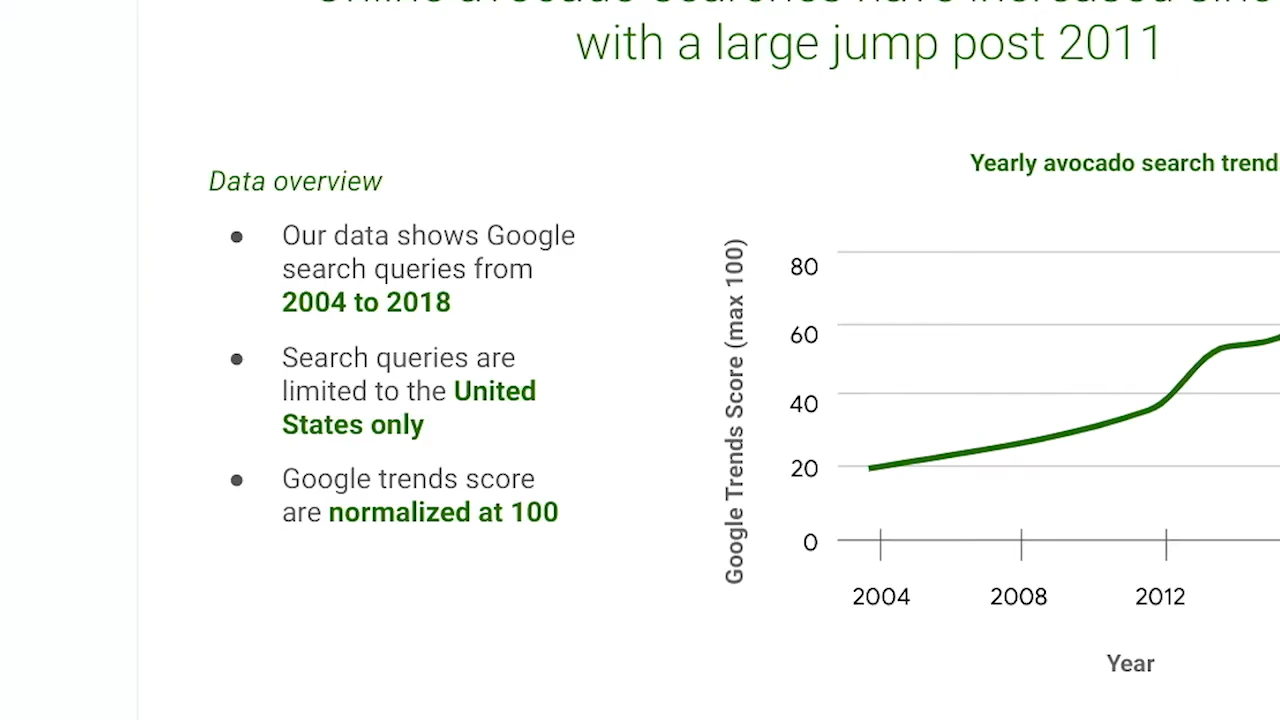 with a large jump post 2011
Data overview
● Our data shows Google
search queries from
2004 to 2018
● Search queries are
limited to the United
States only
● Google trends score
are normalized at 100
Yearly avocado search trend
Google Trends Score (max 100)
80
60
40
20
0
2004 2008 2012
Year